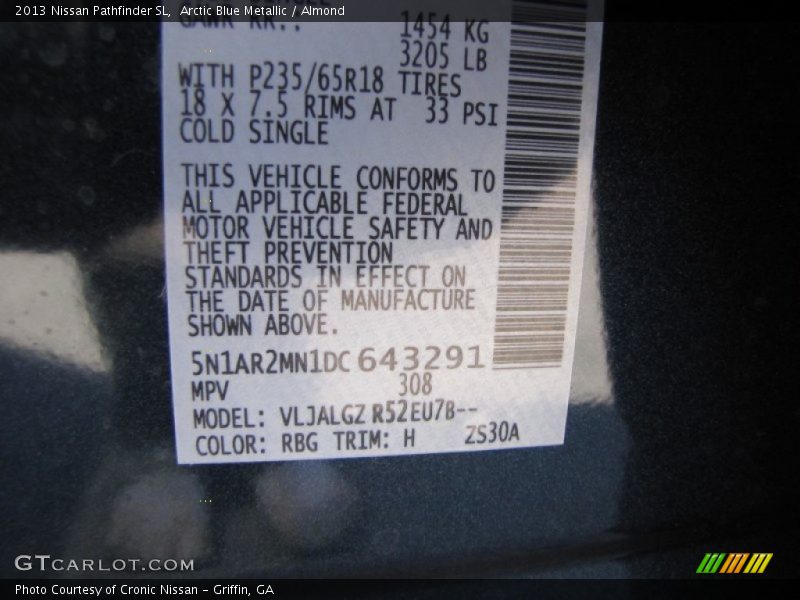 2013 Nissan Pathfinder SL, Arctic Blue Metallic / Almond
GAWR RR.:
1454 KG
3205 LB
WITH P235/65R18 TIRES
18 X 7.5 RIMS AT 33 PSI
COLD SINGLE
THIS VEHICLE CONFORMS TO
ALL APPLICABLE FEDERAL
MOTOR VEHICLE SAFETY AND
THEFT PREVENTION
STANDARDS IN EFFECT ON
THE DATE OF MANUFACTURE
SHOWN ABOVE.
5N1AR2MN1DC643291
MPV 308
MODEL: VLJALGZ R52EU7B--
COLOR: RBG TRIM: H ZS30A
GTCARLOT.COM
Photo Courtesy of Cronic Nissan - Griffin, GA